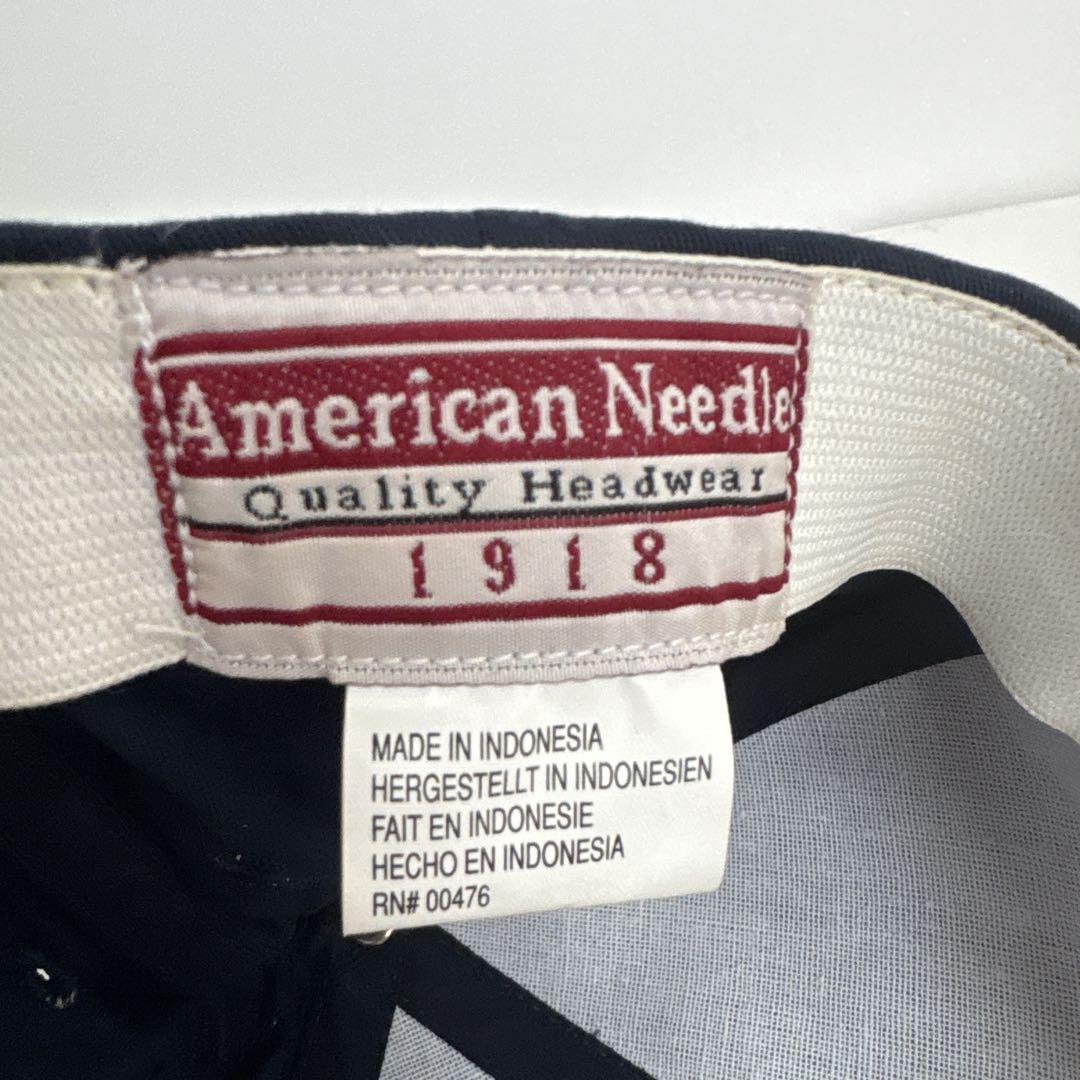 American Needle
Quality Headwear
1918
MADE IN INDONESIA
HERGESTELLT IN INDONESIEN
FAIT EN INDONESIE
HECHO EN INDONESIA
RN# 00476